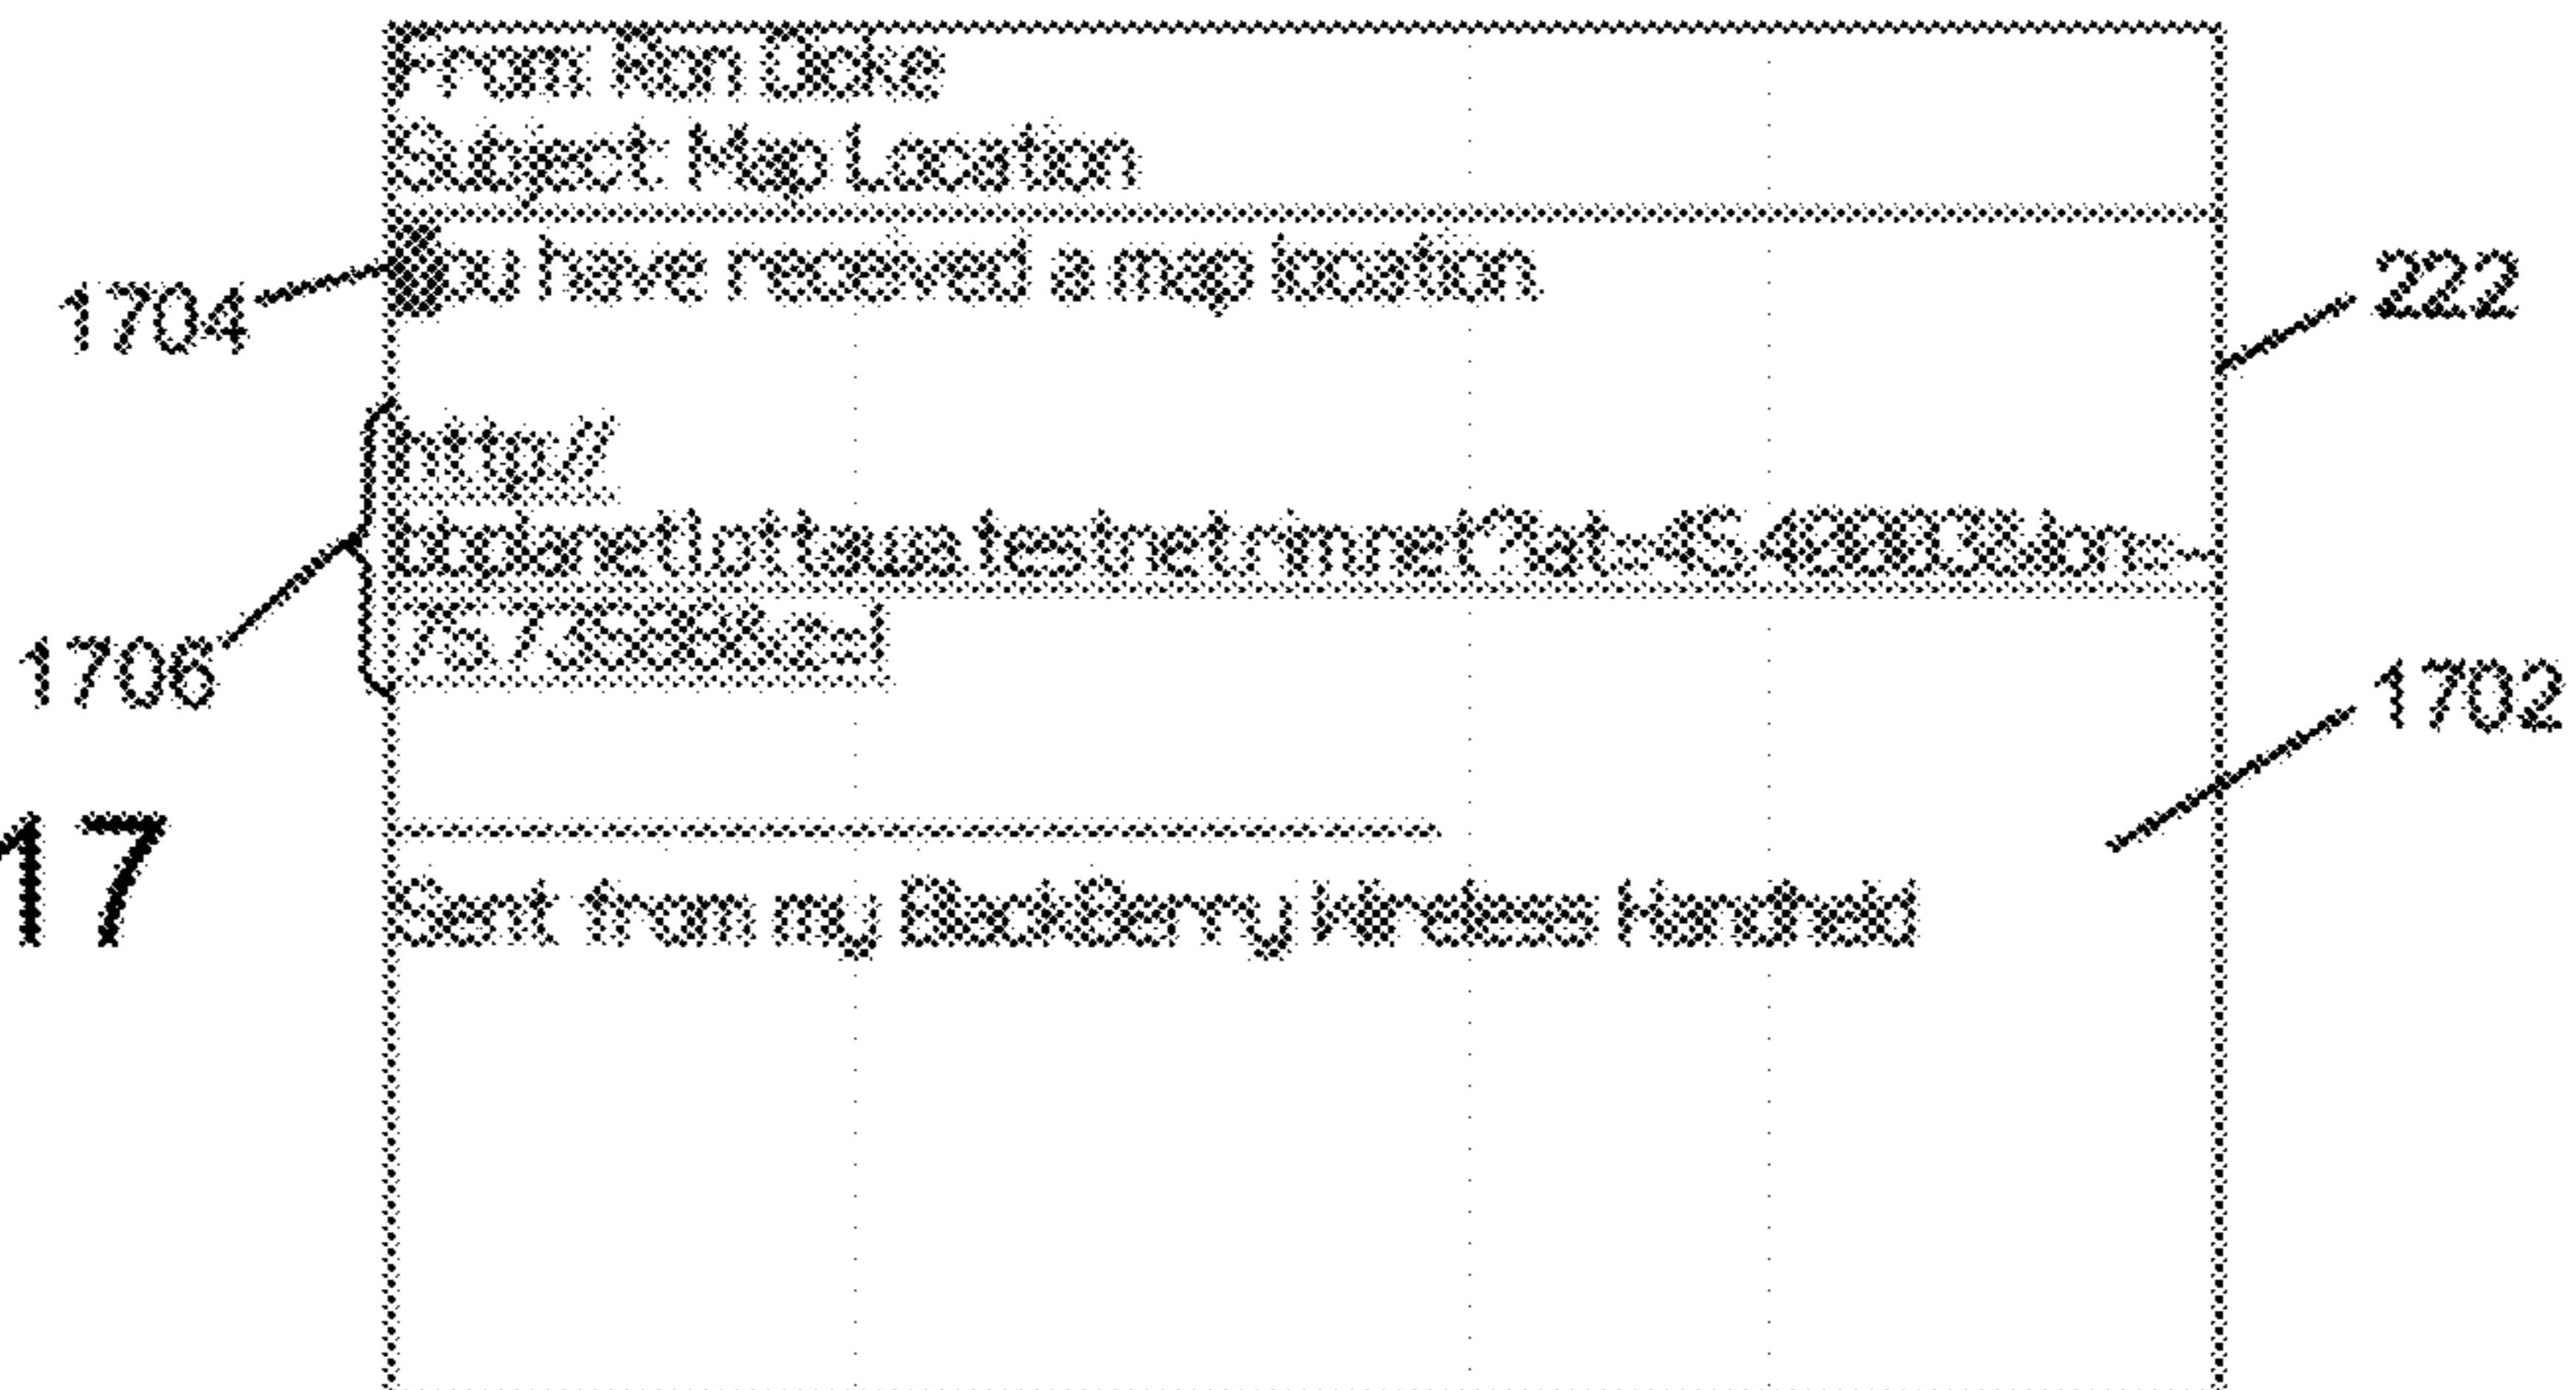 From: Ron Dicke
Subject: Map Location
You have received a map location.
1704
222
http://
1706
1702
17
Sent from my BlackBerry Wireless Handheld